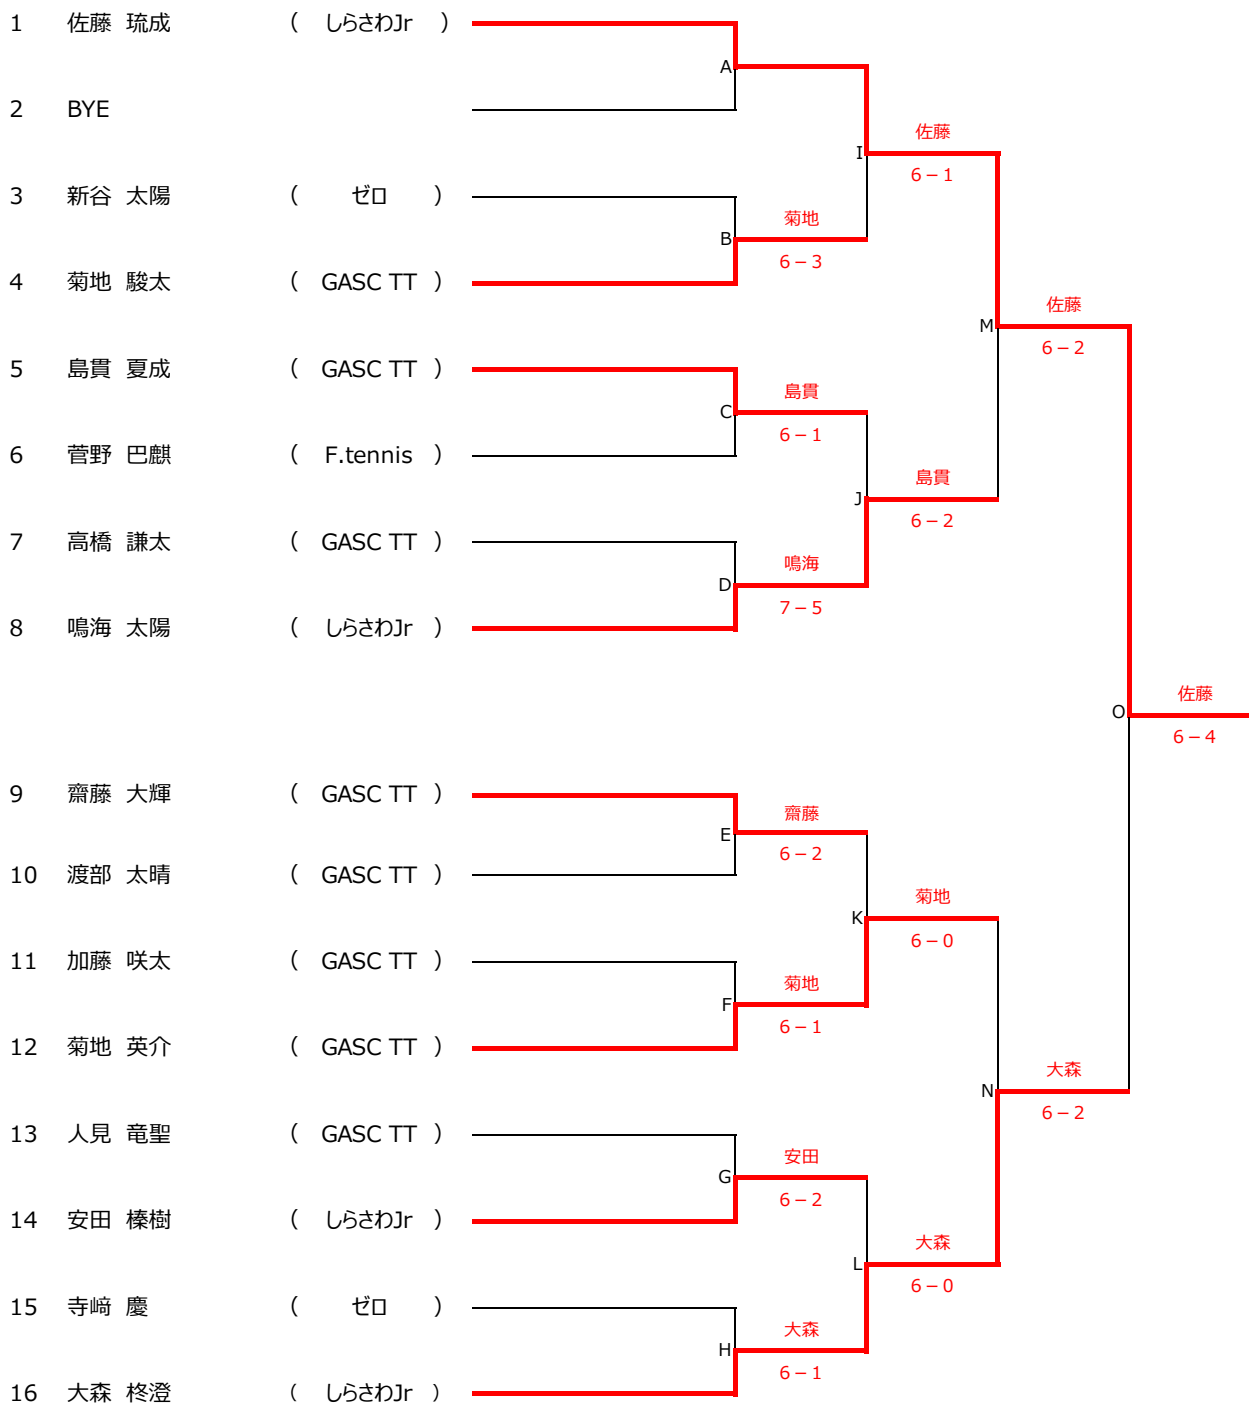 1 佐藤 琉成 ( しらさわJr )
A
2 BYE
佐藤
I
6-1
3 新谷 太陽 ( ゼロ )
菊地
B
6-3
4 菊地 駿太 ( GASC TT )
佐藤
M
6-2
5 島貫 夏成 ( GASC TT )
島貫
C
6-1
6 菅野 巴麒 ( F.tennis )
島貫
J
6-2
7 高橋 謙太 ( GASC TT )
鳴海
D
7-5
8 鳴海 太陽 ( しらさわJr )
佐藤
O
6-4
9 齋藤 大輝 ( GASC TT )
齋藤
E
6-2
10 渡部 太晴 ( GASC TT )
菊地
K
6-0
11 加藤 咲太 ( GASC TT )
菊地
F
6-1
12 菊地 英介 ( GASC TT )
大森
N
6-2
13 人見 竜聖 ( GASC TT )
安田
G
6-2
14 安田 榛樹 ( しらさわJr )
大森
L
6-0
15 寺﨑 慶 ( ゼロ )
大森
H
6-1
16 大森 柊澄 ( しらさわJr )